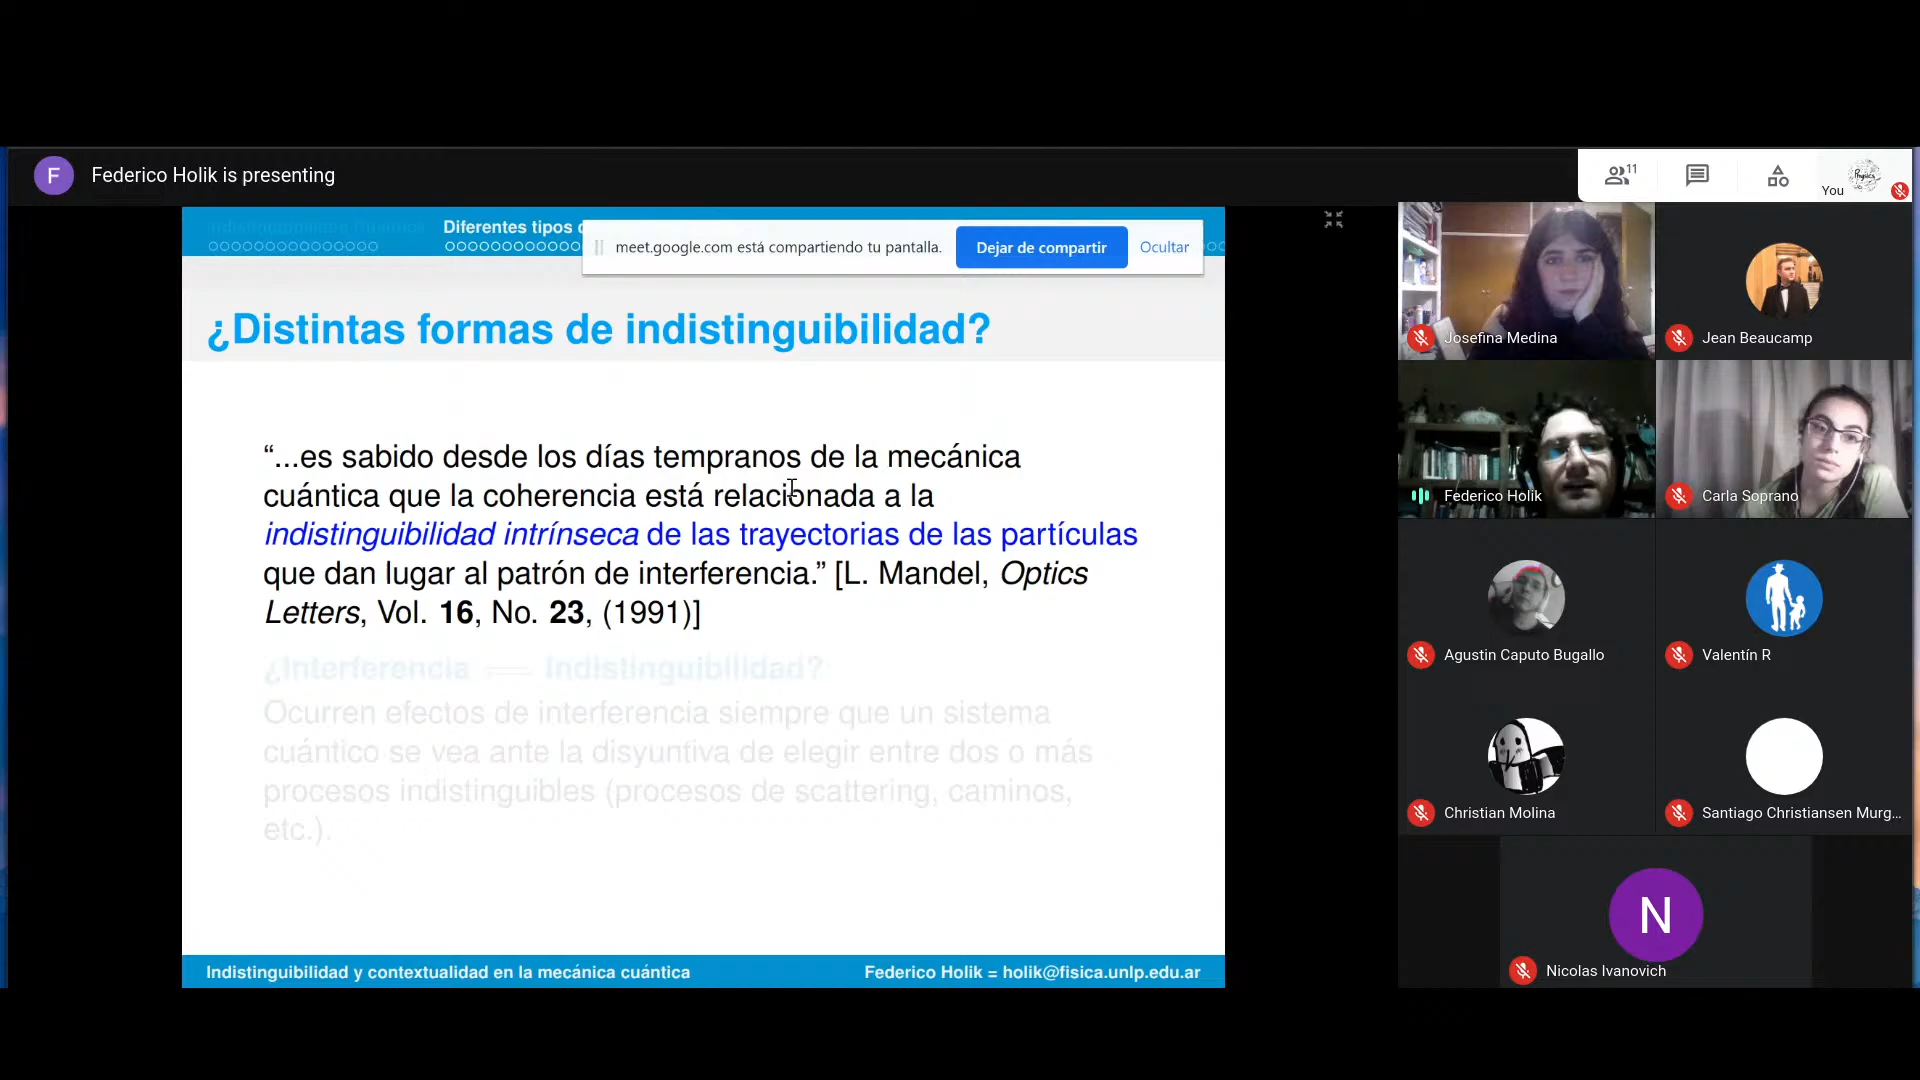 F Federico Holik is presenting
11
You
Diferentes tipos d
meet.google.com está compartiendo tu pantalla. Dejar de compartir Ocultar
¿Distintas formas de indistinguibilidad?
“...es sabido desde los días tempranos de la mecánica
cuántica que la coherencia está relacionada a la
indistinguibilidad intrínseca de las trayectorias de las partículas
que dan lugar al patrón de interferencia.” [L. Mandel, Optics
Letters, Vol. 16, No. 23, (1991)]
¿Interferencia == Indistinguibilidad?
Ocurren efectos de interferencia siempre que un sistema
cuántico se vea ante la disyuntiva de elegir entre dos o más
procesos indistinguibles (procesos de scattering, caminos,
etc.).
Indistinguibilidad y contextualidad en la mecánica cuántica
Federico Holik = holik@fisica.unlp.edu.ar
Josefina Medina
Jean Beaucamp
Federico Holik
Carla Soprano
Agustin Caputo Bugallo
Valentín R
Christian Molina
Santiago Christiansen Murg...
N
Nicolas Ivanovich